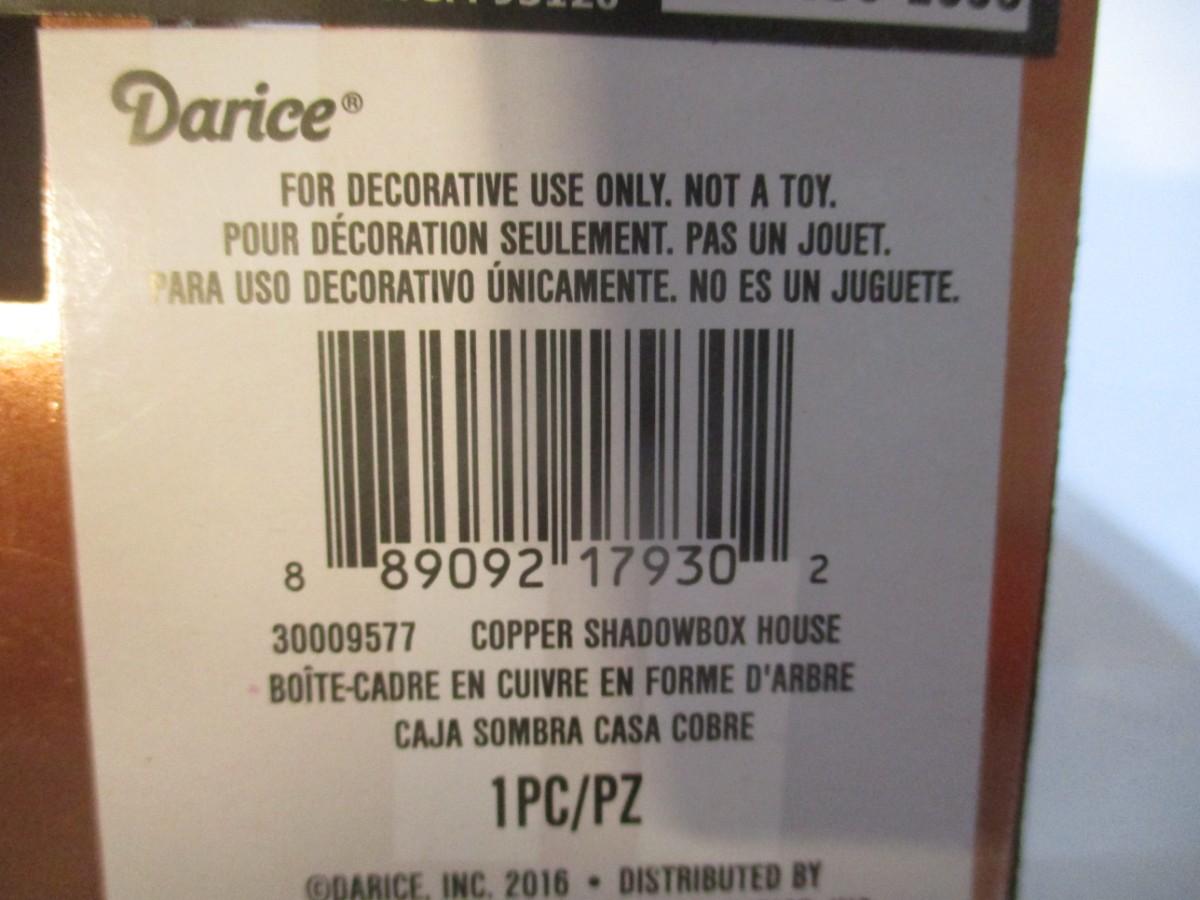 95120
Darice®
FOR DECORATIVE USE ONLY. NOT A TOY.
POUR DÉCORATION SEULEMENT. PAS UN JOUET.
PARA USO DECORATIVO ÚNICAMENTE. NO ES UN JUGUETE.
8 89092 17930 2
30009577 COPPER SHADOWBOX HOUSE
BOÎTE-CADRE EN CUIVRE EN FORME D'ARBRE
CAJA SOMBRA CASA COBRE
1PC/PZ
©DARICE, INC. 2016 • DISTRIBUTED BY